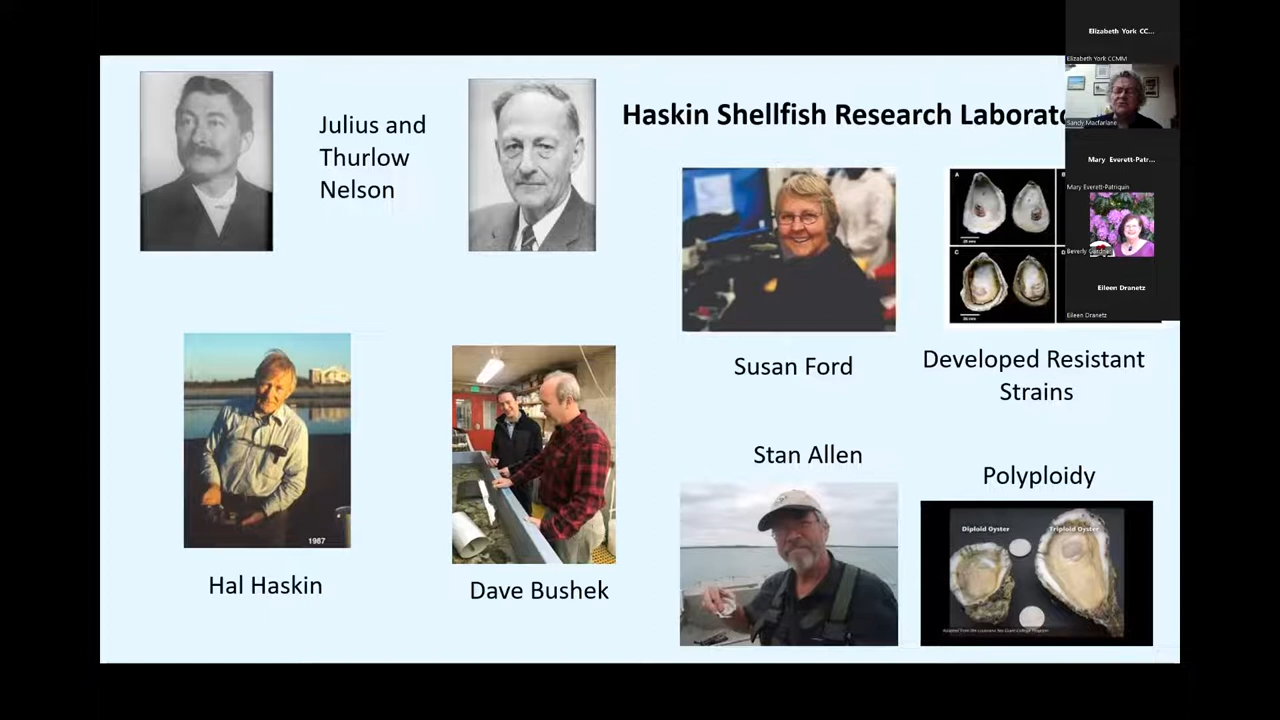 Julius and
Thurlow
Nelson
Haskin Shellfish Research Laborato
Susan Ford
Developed Resistant
Strains
Hal Haskin
1987
Dave Bushek
Stan Allen
Polyploidy
Diploid Oyster
Triploid Oyster
A
C
Elizabeth York CC...
Elizabeth York CCMM
Sandy Macfarlane
Mary Everett-Patr...
Mary Everett-Patriquin
Beverly
Eileen Dranetz
Eileen Dranetz